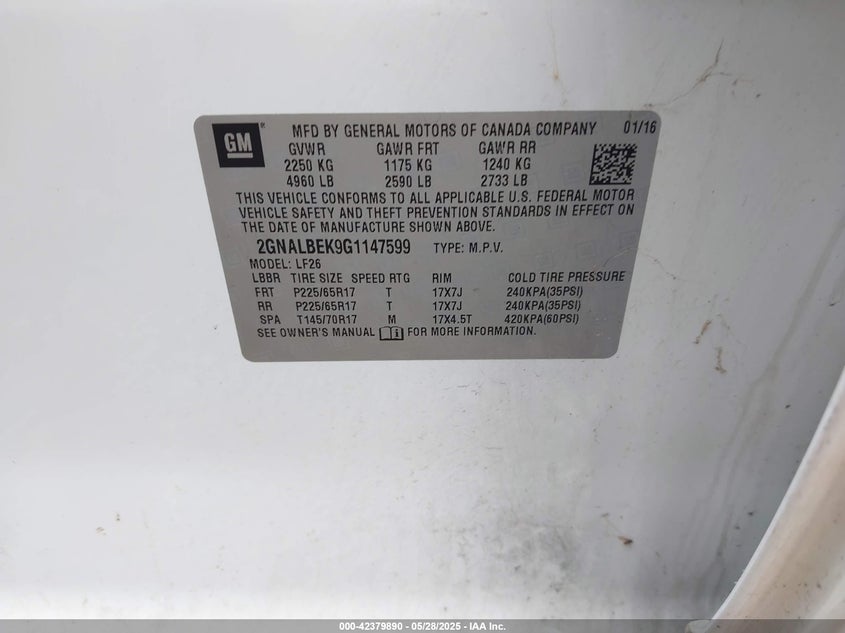 GM ® MFD BY GENERAL MOTORS OF CANADA COMPANY 01/16
GVWR GAWR FRT GAWR RR
2250 KG 1175 KG 1240 KG
4960 LB 2590 LB 2733 LB
THIS VEHICLE CONFORMS TO ALL APPLICABLE U.S. FEDERAL MOTOR
VEHICLE SAFETY AND THEFT PREVENTION STANDARDS IN EFFECT ON
THE DATE OF MANUFACTURE SHOWN ABOVE.
2GNALBEK9G1147599 TYPE: M.P.V.
MODEL: LF26
LBBR TIRE SIZE SPEED RTG RIM COLD TIRE PRESSURE
FRT P225/65R17 T 17X7J 240KPA(35PSI)
RR P225/65R17 T 17X7J 240KPA(35PSI)
SPA T145/70R17 M 17X4.5T 420KPA(60PSI)
SEE OWNER'S MANUAL FOR MORE INFORMATION.
000-42379890 — 05/28/2025 - IAA Inc.